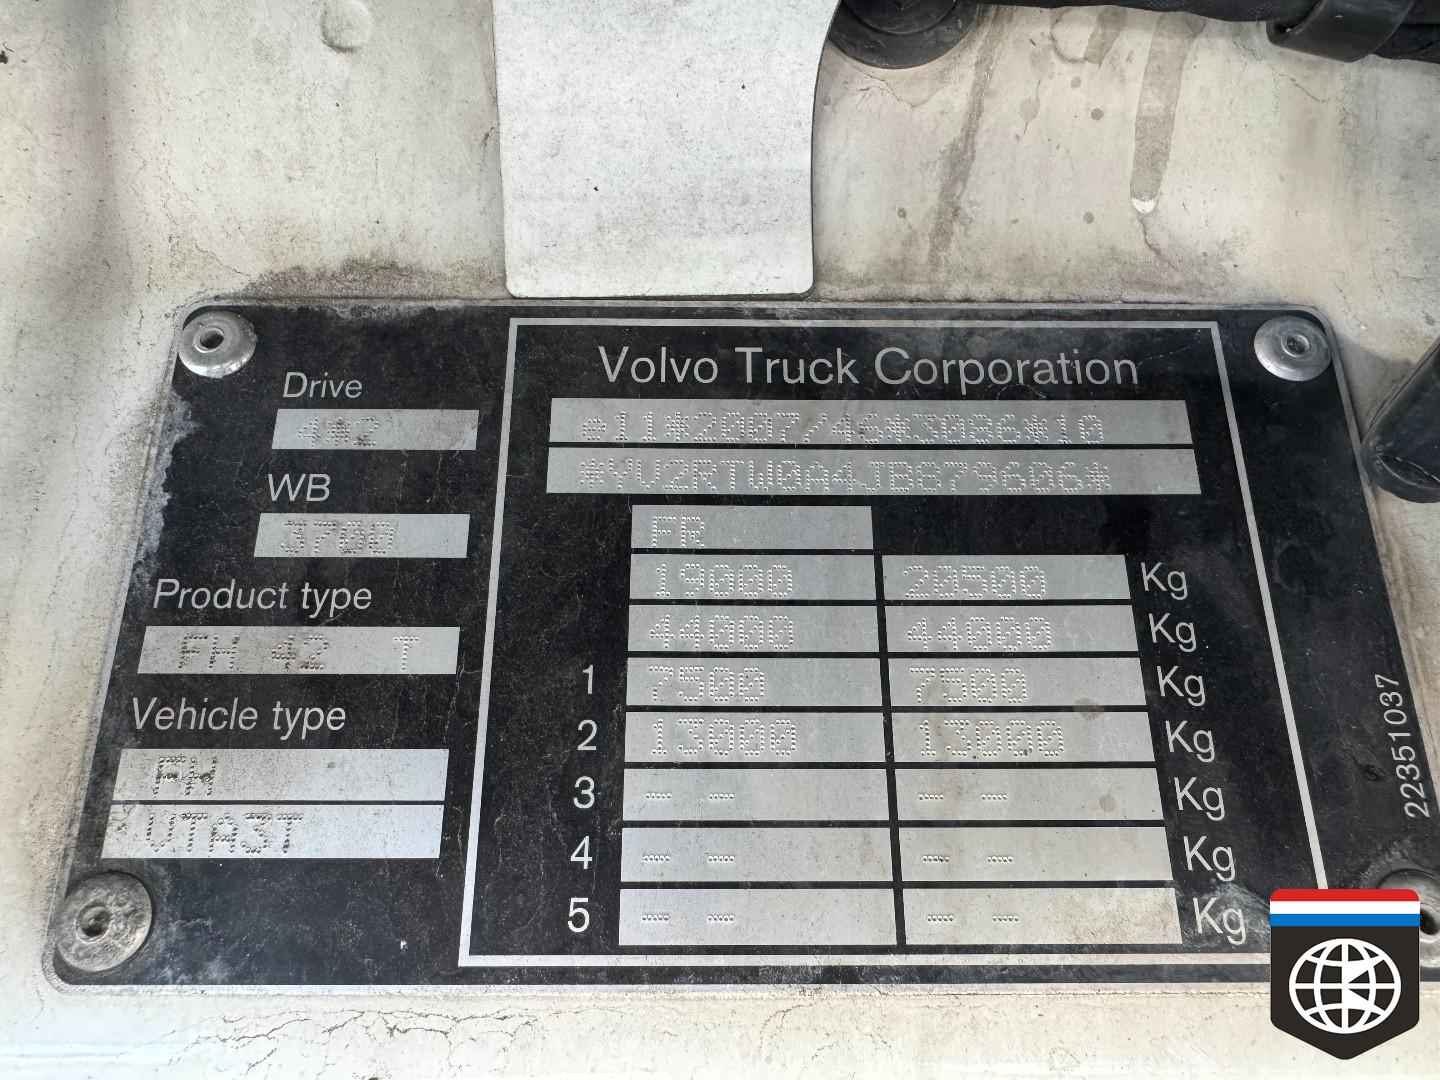 Drive
4*2
WB
3700
Product type
FH 42 T
Vehicle type
FH
VTA3T
Volvo Truck Corporation
e11*2007/46*3086*10
*YV2RTW0A4JB879606*
FR
19000 20500 Kg
44000 44000 Kg
1 7500 7500 Kg
2 13000 13000 Kg
3 -- -- -- -- Kg
4 -- -- -- -- Kg
5 -- -- -- -- Kg
22351037